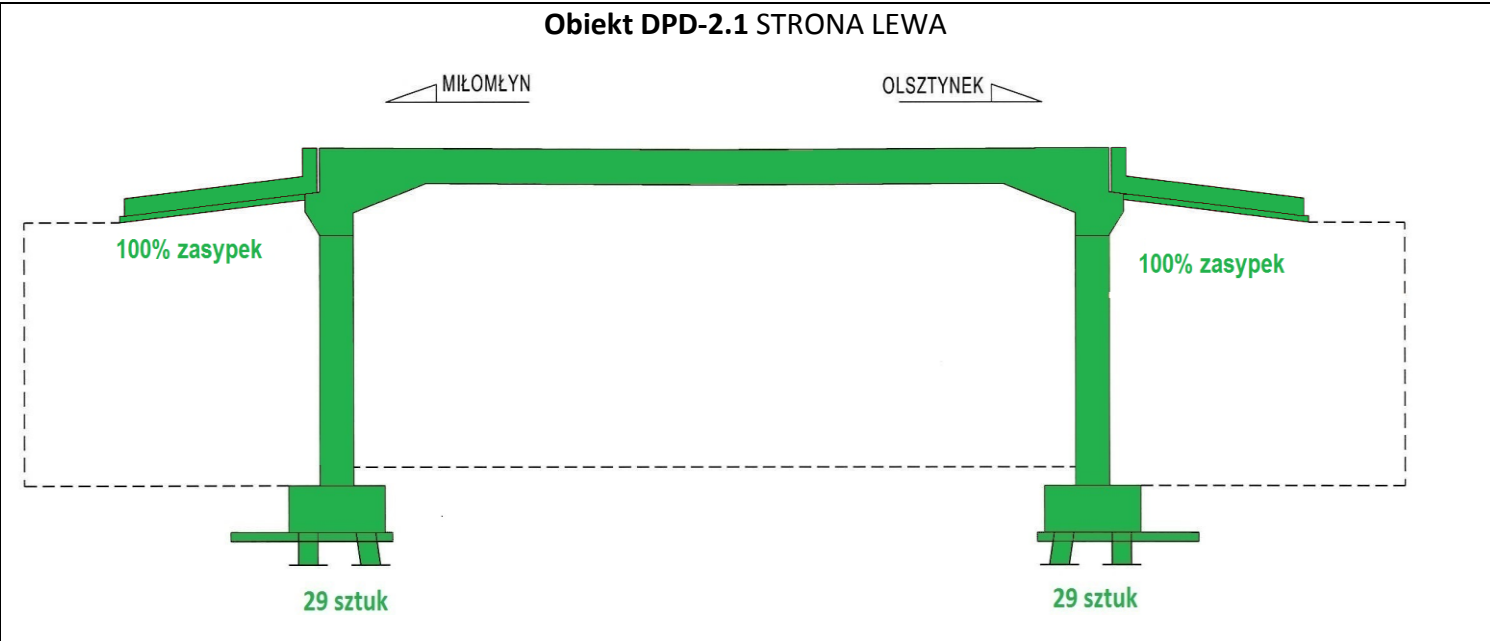 Obiekt DPD-2.1 STRONA LEWA
MIŁOMŁYN
OLSZTYNEK
100% zasypek
100% zasypek
29 sztuk
29 sztuk